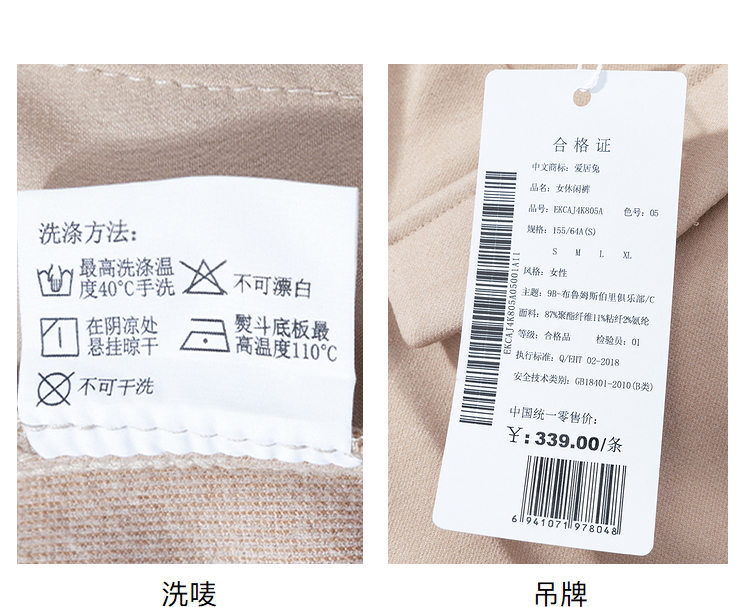 洗涤方法：
最高洗涤温
度40°C手洗
不可漂白
在阴凉处
悬挂晾干
熨斗底板最
高温度110°C
不可干洗
洗唛
合格证
中文商标：爱居兔
品名：女休闲裤
品号：EKCAJ4K805A 色号：05
规格：155/64A(S)
S M L XL
风格：女性
主题：9B-布鲁姆斯伯里俱乐部/C
面料：87%聚酯纤维11%粘纤2%氨纶
等级：合格品 检验员：01
执行标准：Q/EHT 02-2018
安全技术类别：GB18401-2010(B类)
中国统一零售价：
¥:339.00/条
EKCAJ4K805A05001A11
6 941071 978048
吊牌